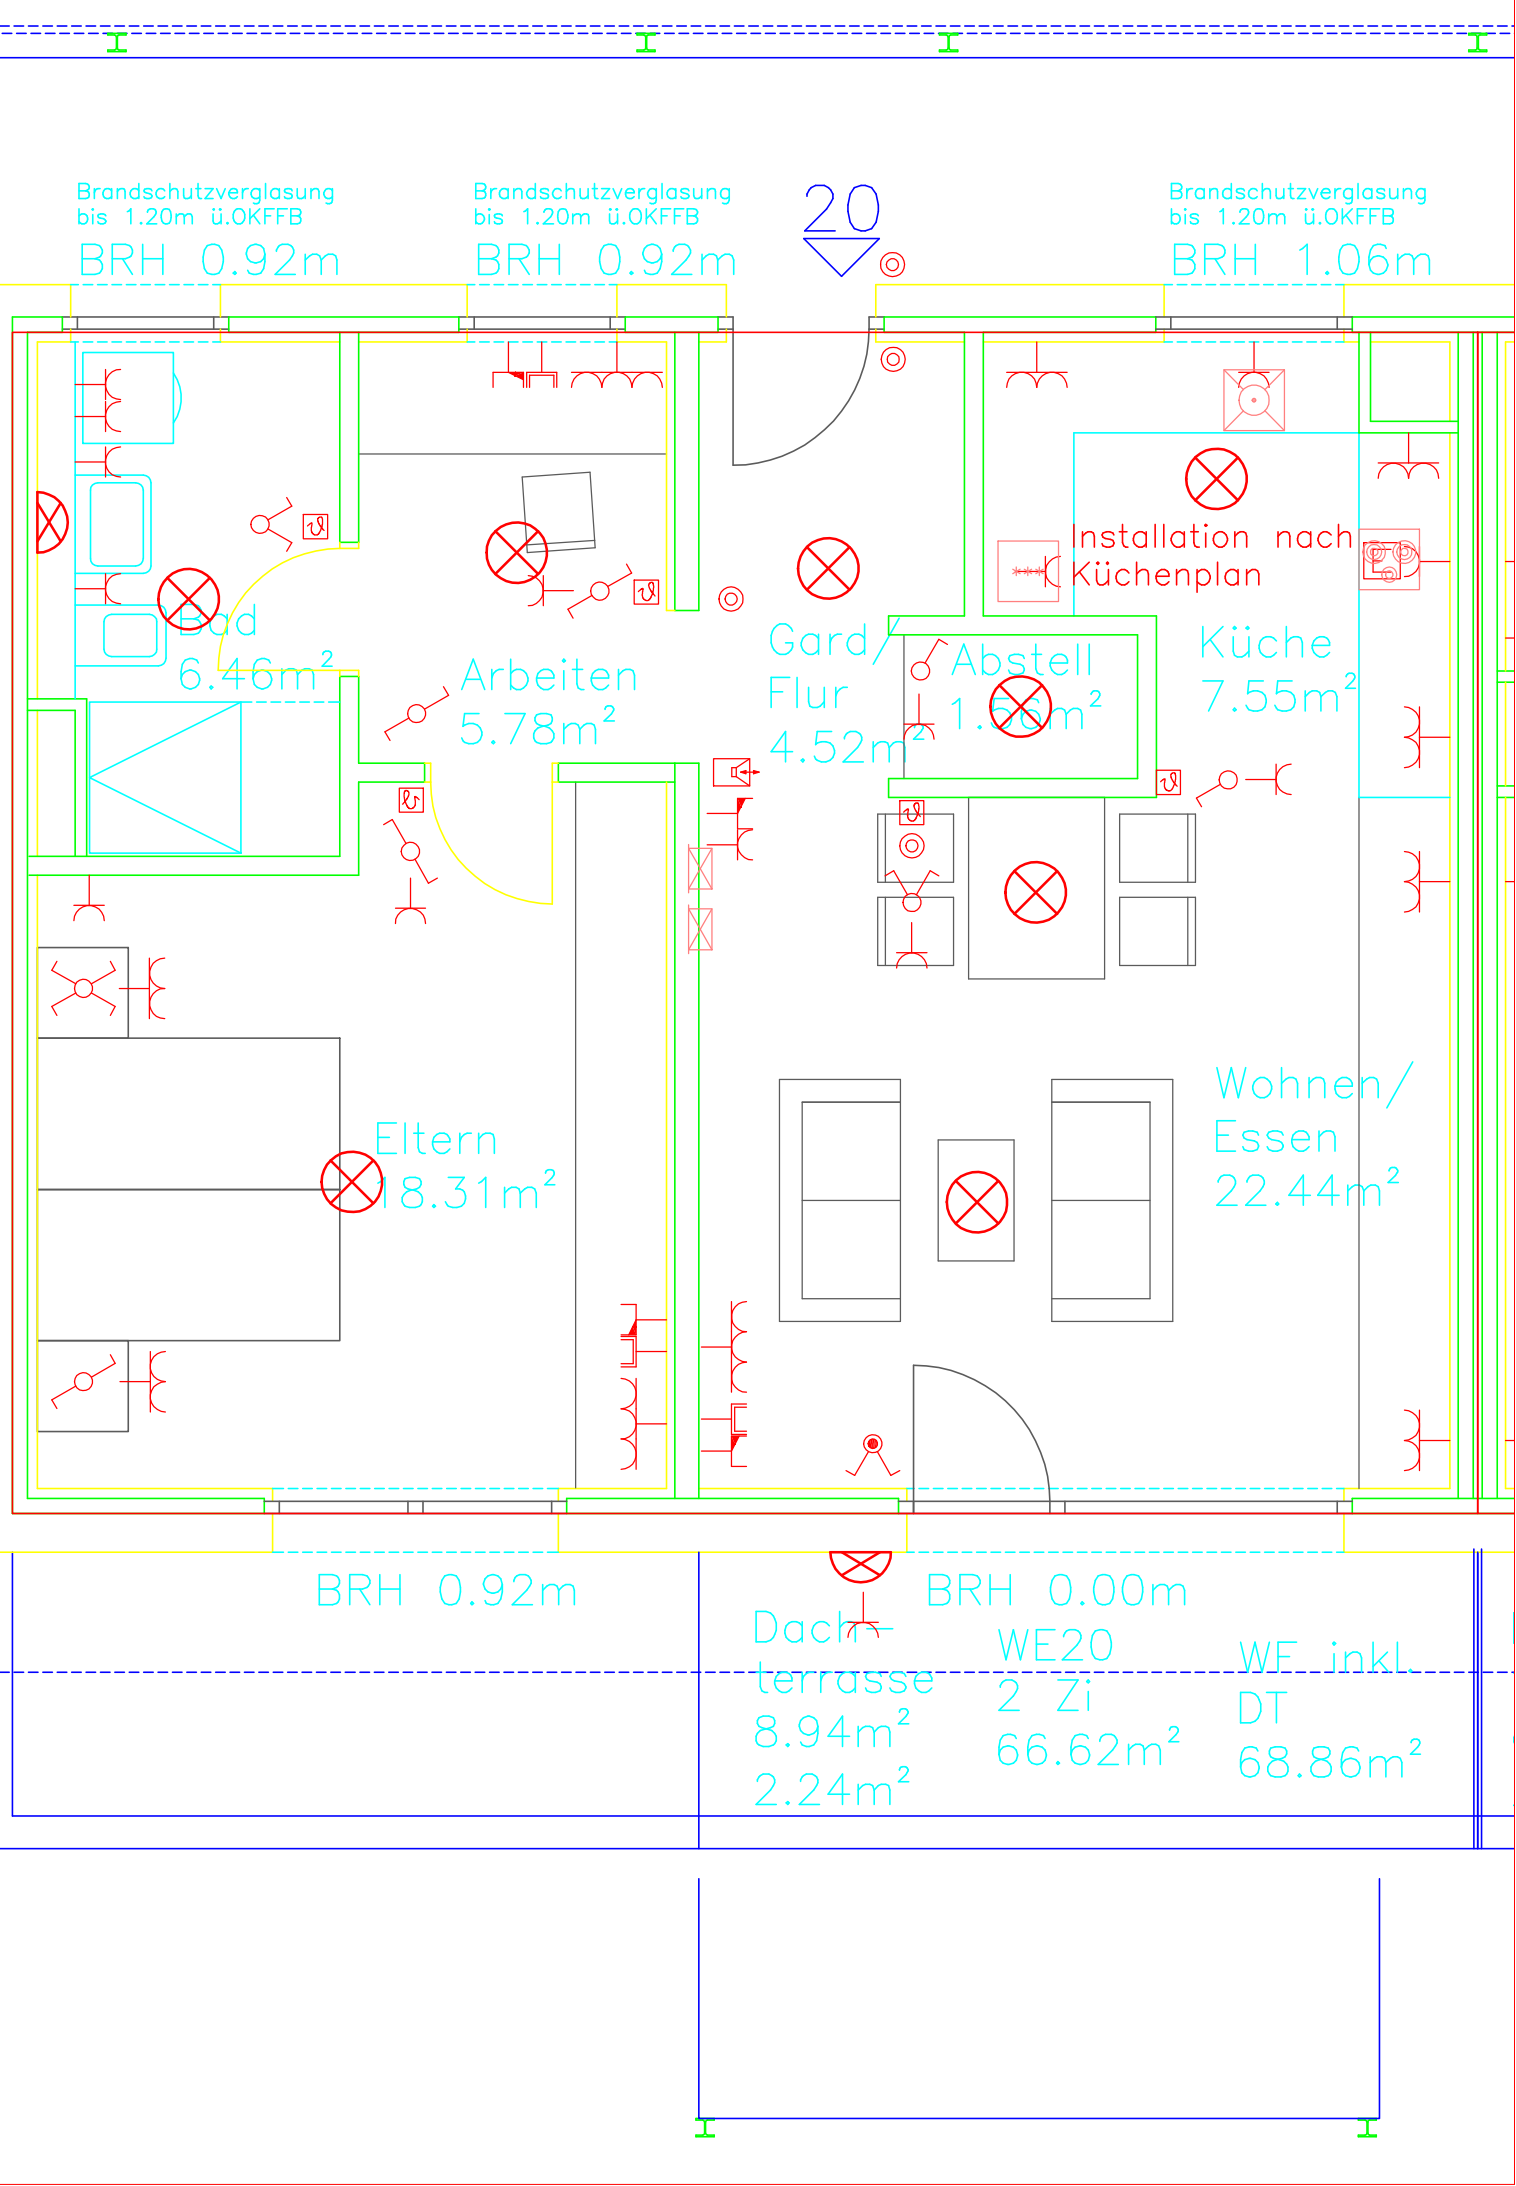 Brandschutzverglasung
bis 1.20m ü.OKFFB
BRH 0.92m
Brandschutzverglasung
bis 1.20m ü.OKFFB
BRH 0.92m
20
Brandschutzverglasung
bis 1.20m ü.OKFFB
BRH 1.06m
Installation nach
Küchenplan
Bad
6.46m²
Arbeiten
5.78m²
Gard/
Flur
4.52m²
Abstell
1.56m²
Küche
7.55m²
Eltern
18.31m²
Wohnen/
Essen
22.44m²
BRH 0.92m
BRH 0.00m
Dach-
terrasse
8.94m²
2.24m²
WE20
2 Zi
66.62m²
WF inkl.
DT
68.86m²